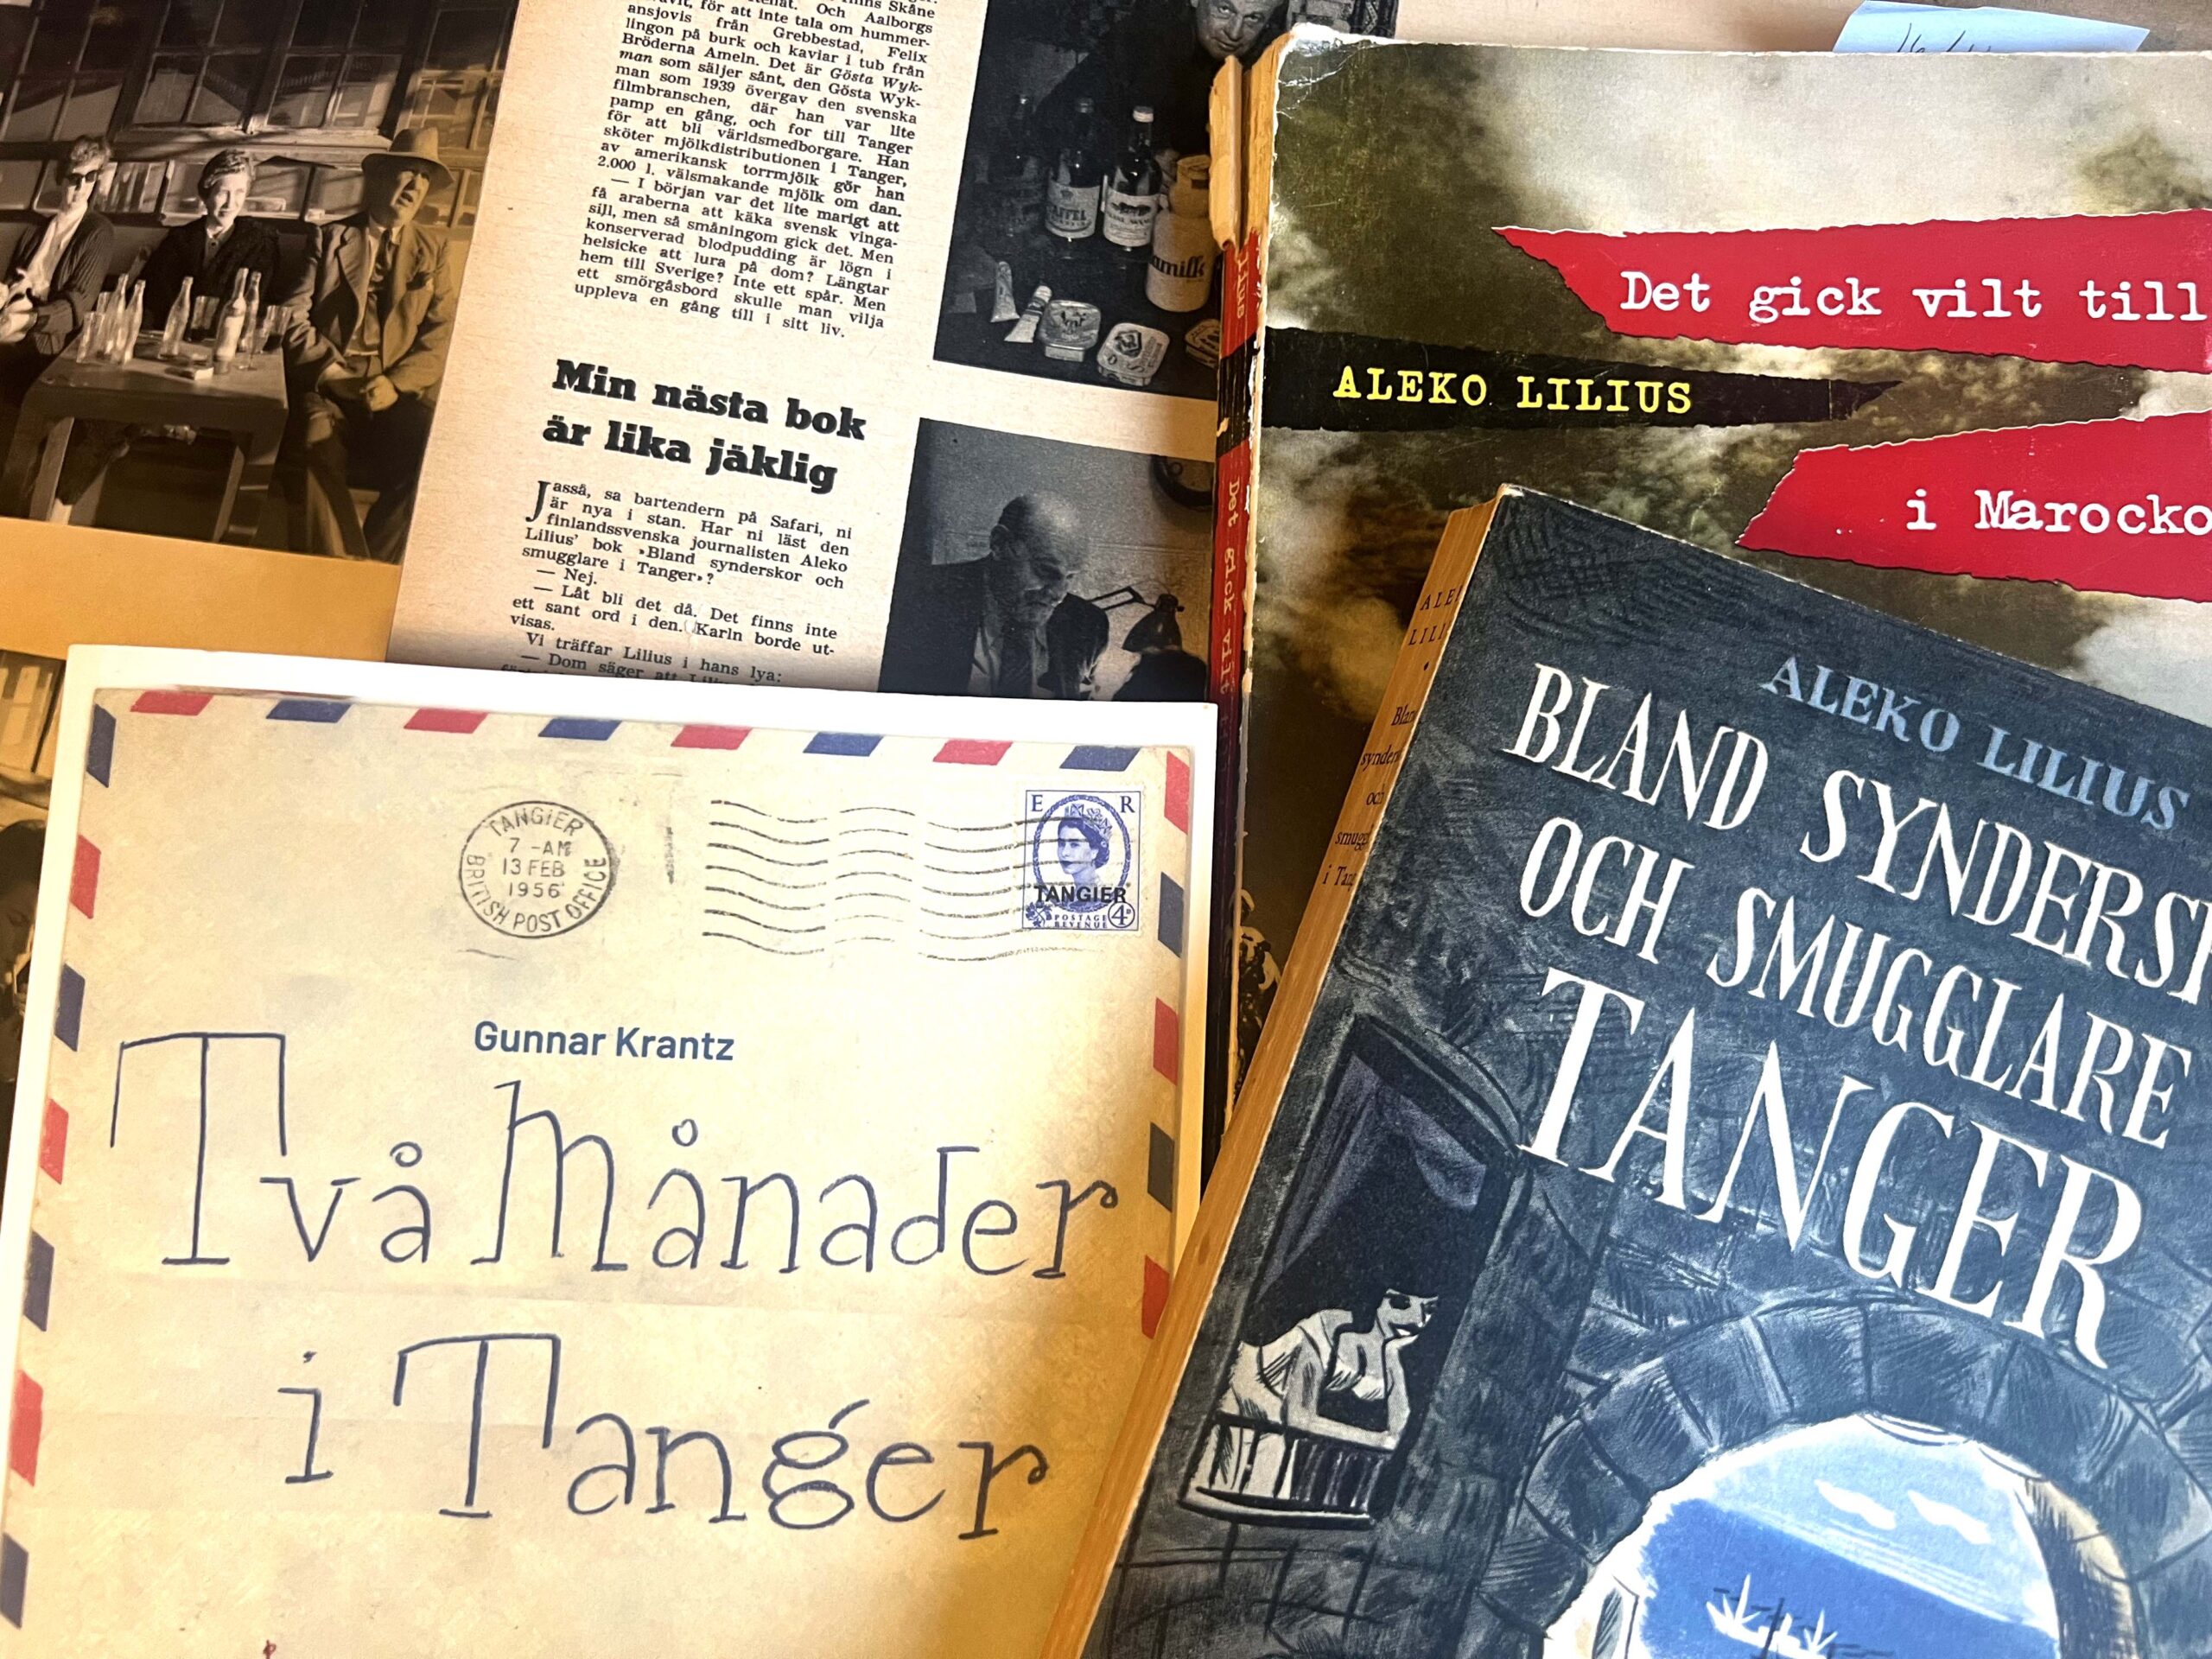 Skåne
Och Aalborgs
för att inte tala om hummer-
ansjovis från Grebbestad, Felix
lingon på burk och kaviar i tub från
Bröderna Ameln. Det är Gösta Wyk-
man som säljer sånt, den Gösta Wyk-
man som 1939 övergav den svenska
filmbranschen, där han var lite
pamp en gång, och for till Tanger
för att bli världsmedborgare. Han
sköter mjölkdistributionen i Tanger,
av amerikansk torrmjölk gör han
2.000 l. välsmakande mjölk om dan.
— I början var det lite marigt att
få araberna att käka svensk vinga-
sill, men så småningom gick det. Men
konserverad blodpudding är lögn i
helsicke att lura på dom? Längtar
hem till Sverige? Inte ett spår. Men
ett smörgåsbord skulle man vilja
uppleva en gång till i sitt liv.
Min nästa bok
är lika jäklig
Jasså, sa bartendern på Safari, ni
är nya i stan. Har ni läst den
finlandssvenska journalisten Aleko
Lilius' bok »Bland synderskor och
smugglare i Tanger»?
— Nej.
— Låt bli det då. Det finns inte
ett sant ord i den. Karln borde ut-
visas.
Vi träffar Lilius i hans lya:
— Dom säger att
Det gick vilt till
ALEKO LILIUS
i Marocko
Det gick vilt
ALEKO LILIUS
BLAND SYNDERS
OCH SMUGGLARE
TANGER
TANGIER
7 -AM
13 FEB
1956
BRITISH POST OFFICE
E R
TANGIER
POSTAGE
REVENUE
4D
Gunnar Krantz
Två Månader
i Tanger